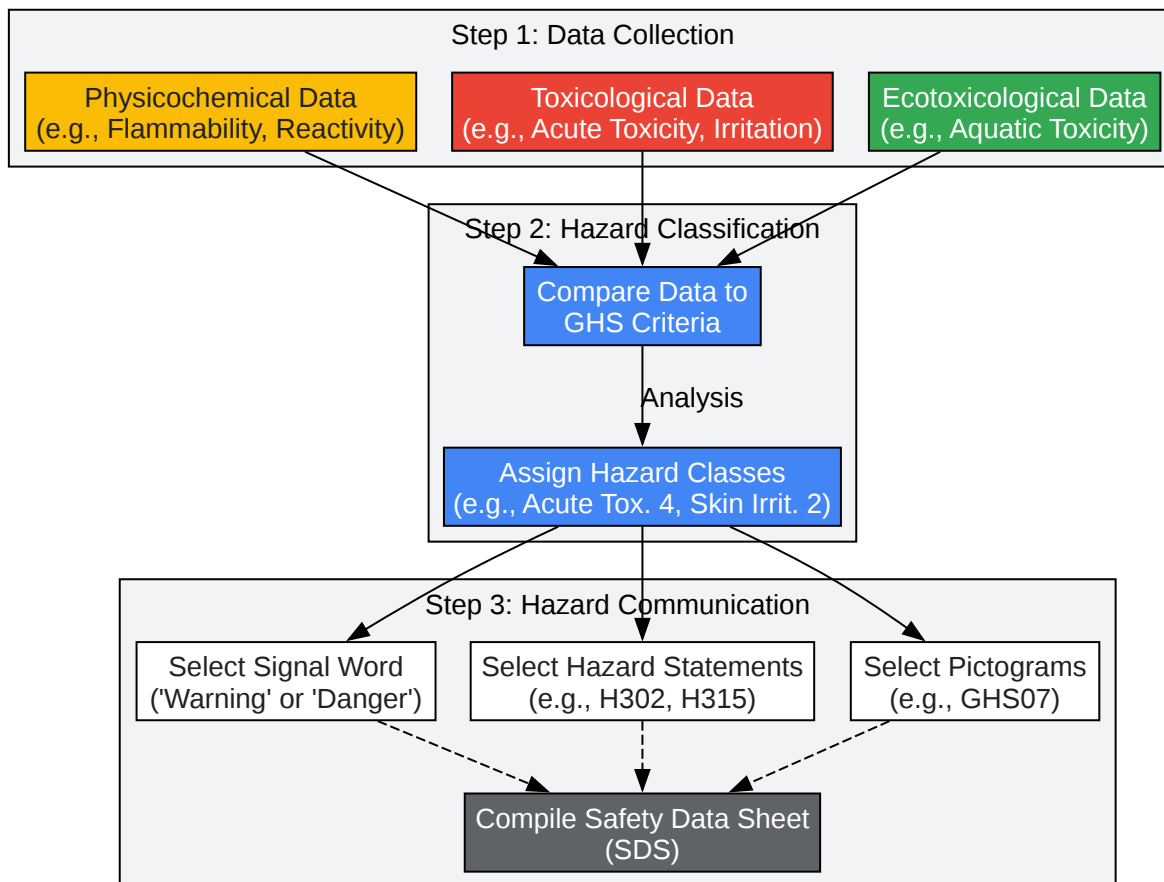 Step 1: Data Collection
Physicochemical Data
(e.g., Flammability, Reactivity)
Toxicological Data
(e.g., Acute Toxicity, Irritation)
Ecotoxicological Data
(e.g., Aquatic Toxicity)
Step 2: Hazard Classification
Compare Data to
GHS Criteria
Analysis
Assign Hazard Classes
(e.g., Acute Tox. 4, Skin Irrit. 2)
Step 3: Hazard Communication
Select Signal Word
('Warning' or 'Danger')
Select Hazard Statements
(e.g., H302, H315)
Select Pictograms
(e.g., GHS07)
Compile Safety Data Sheet
(SDS)